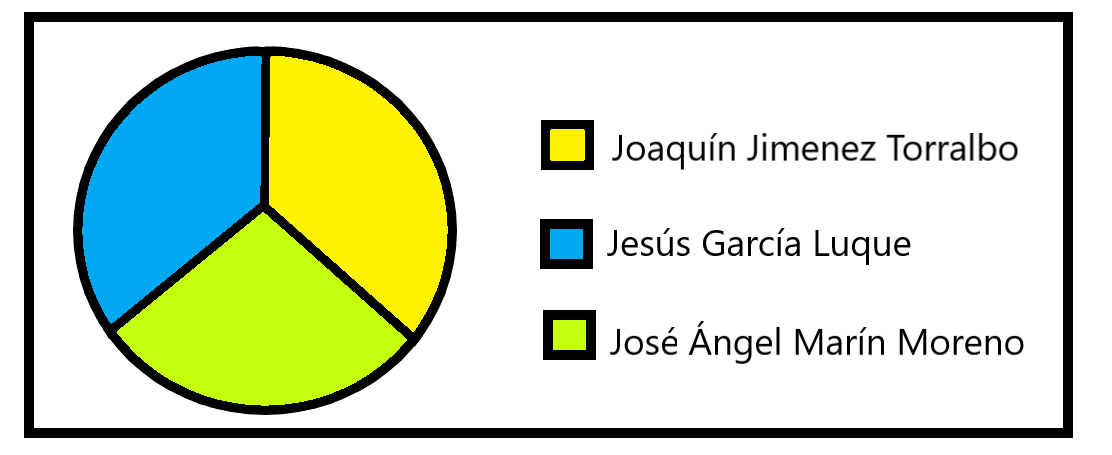 Joaquín Jimenez Torralbo
Jesús García Luque
José Ángel Marín Moreno